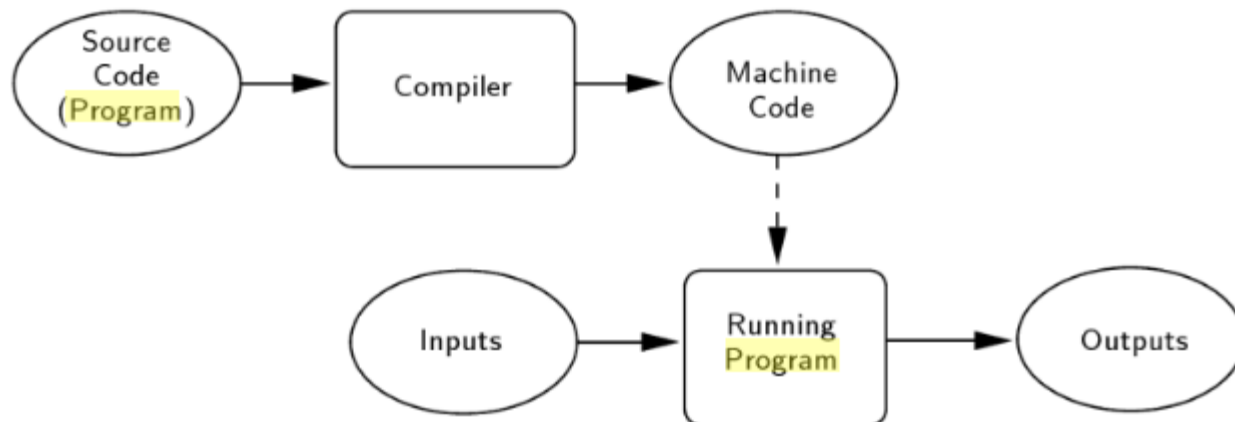 Source
Code
(Program)
Compiler
Machine
Code
Inputs
Running
Program
Outputs